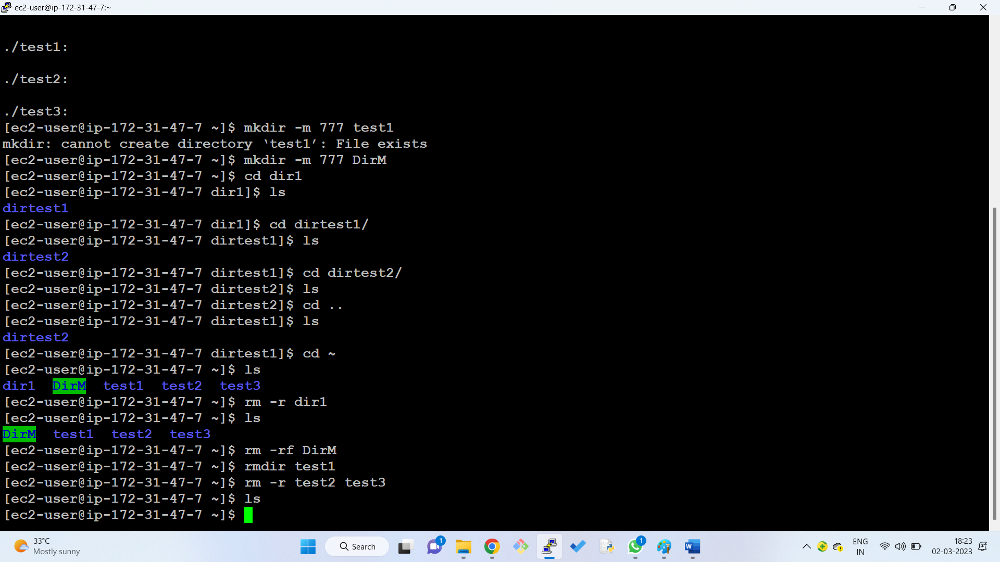 ec2-user@ip-172-31-47-7:~
./test1:
./test2:
./test3:
[ec2-user@ip-172-31-47-7 ~]$ mkdir -m 777 test1
mkdir: cannot create directory ‘test1’: File exists
[ec2-user@ip-172-31-47-7 ~]$ mkdir -m 777 DirM
[ec2-user@ip-172-31-47-7 ~]$ cd dir1
[ec2-user@ip-172-31-47-7 dir1]$ ls
dirtest1
[ec2-user@ip-172-31-47-7 dir1]$ cd dirtest1/
[ec2-user@ip-172-31-47-7 dirtest1]$ ls
dirtest2
[ec2-user@ip-172-31-47-7 dirtest1]$ cd dirtest2/
[ec2-user@ip-172-31-47-7 dirtest2]$ ls
[ec2-user@ip-172-31-47-7 dirtest2]$ cd ..
[ec2-user@ip-172-31-47-7 dirtest1]$ ls
dirtest2
[ec2-user@ip-172-31-47-7 dirtest1]$ cd ~
[ec2-user@ip-172-31-47-7 ~]$ ls
dir1 DirM test1 test2 test3
[ec2-user@ip-172-31-47-7 ~]$ rm -r dir1
[ec2-user@ip-172-31-47-7 ~]$ ls
DirM test1 test2 test3
[ec2-user@ip-172-31-47-7 ~]$ rm -rf DirM
[ec2-user@ip-172-31-47-7 ~]$ rmdir test1
[ec2-user@ip-172-31-47-7 ~]$ rm -r test2 test3
[ec2-user@ip-172-31-47-7 ~]$ ls
[ec2-user@ip-172-31-47-7 ~]$
33°C
Mostly sunny
Search
1
1
W
ENG
IN
18:23
02-03-2023